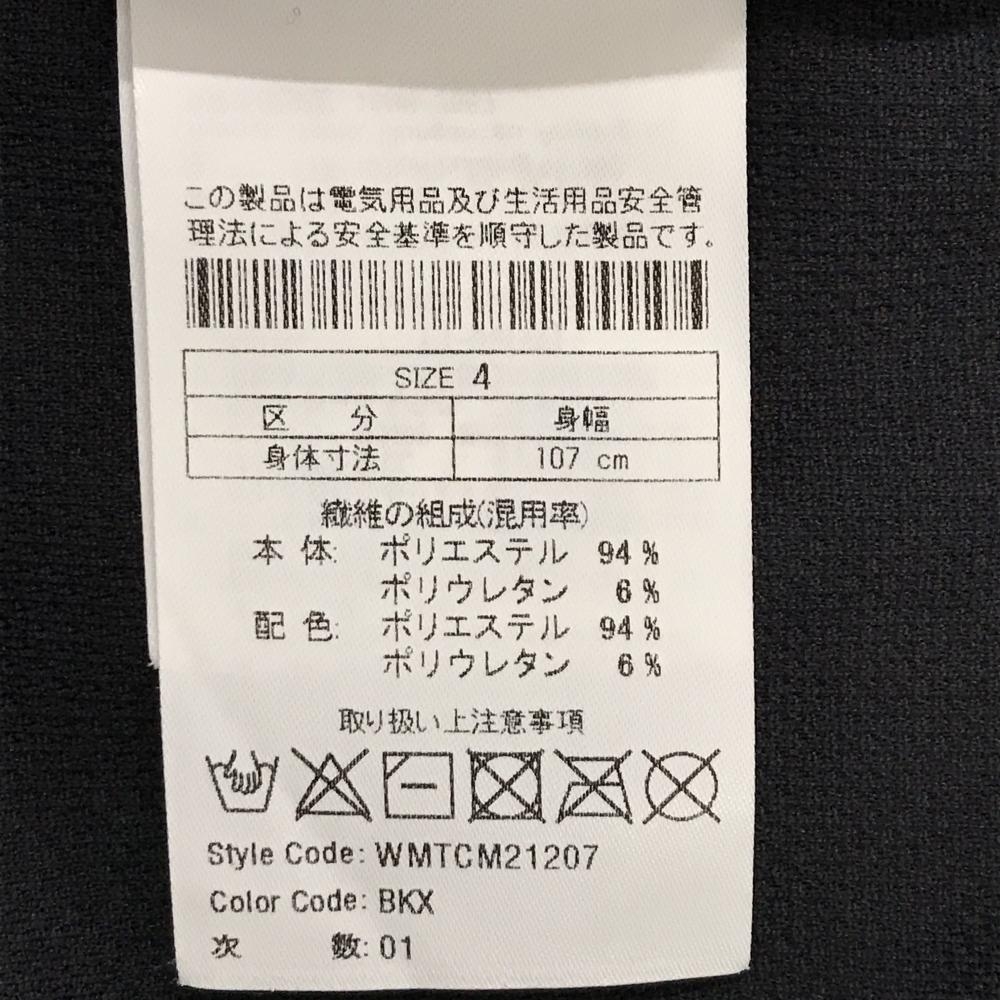 この製品は電気用品及び生活用品安全管
理法による安全基準を順守した製品です。
SIZE 4
区 分 身幅
身体寸法 107 cm
繊維の組成(混用率)
本 体: ポリエステル 94 %
ポリウレタン 6 %
配 色: ポリエステル 94 %
ポリウレタン 6 %
取り扱い上注意事項
Style Code: WMTCM21207
Color Code: BKX
次 数: 01